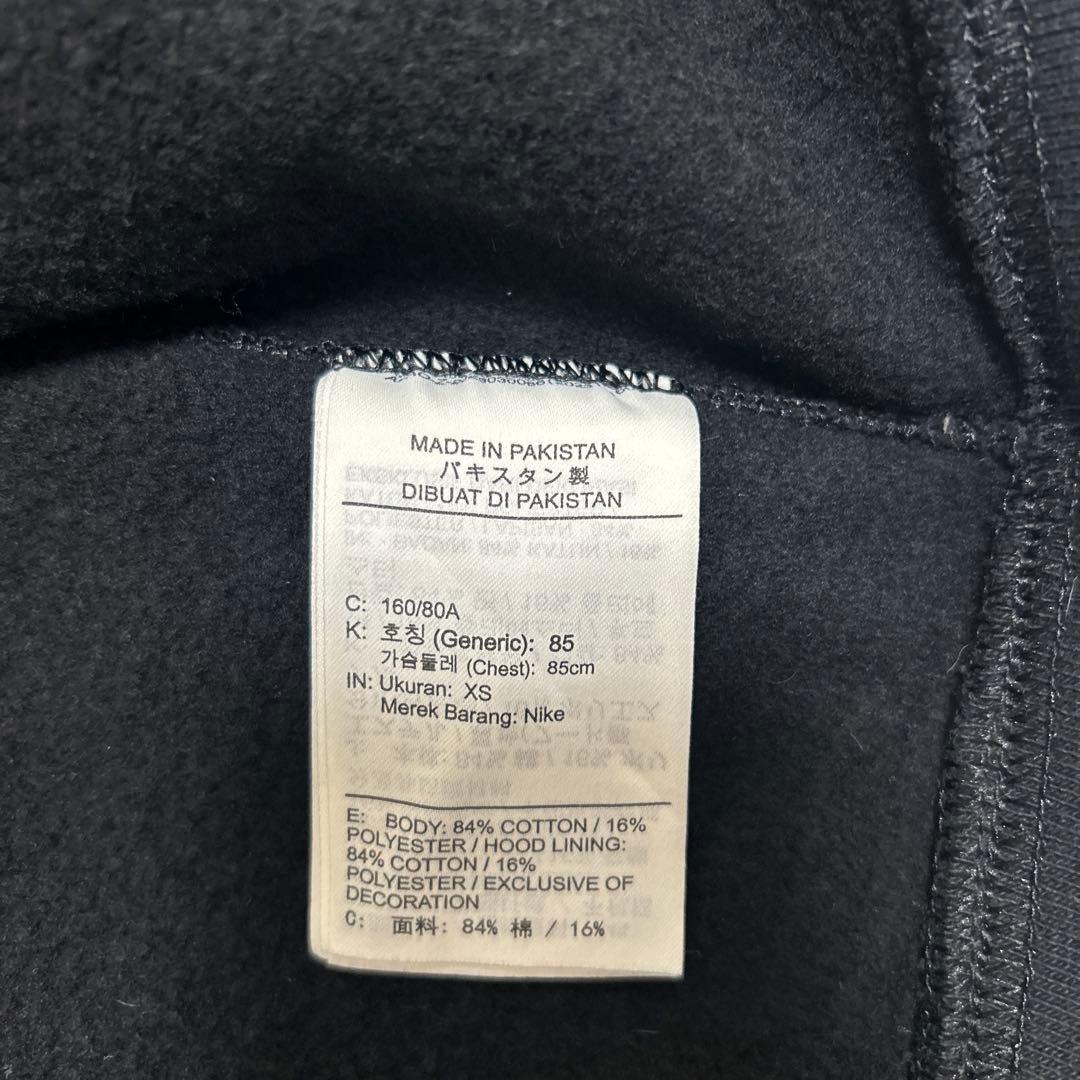 MADE IN PAKISTAN
パキスタン製
DIBUAT DI PAKISTAN
C: 160/80A
K: 호칭 (Generic): 85
가슴둘레 (Chest): 85cm
IN: Ukuran: XS
Merek Barang: Nike
E: BODY: 84% COTTON / 16%
POLYESTER / HOOD LINING:
84% COTTON / 16%
POLYESTER / EXCLUSIVE OF
DECORATION
C: 面料: 84% 棉 / 16%